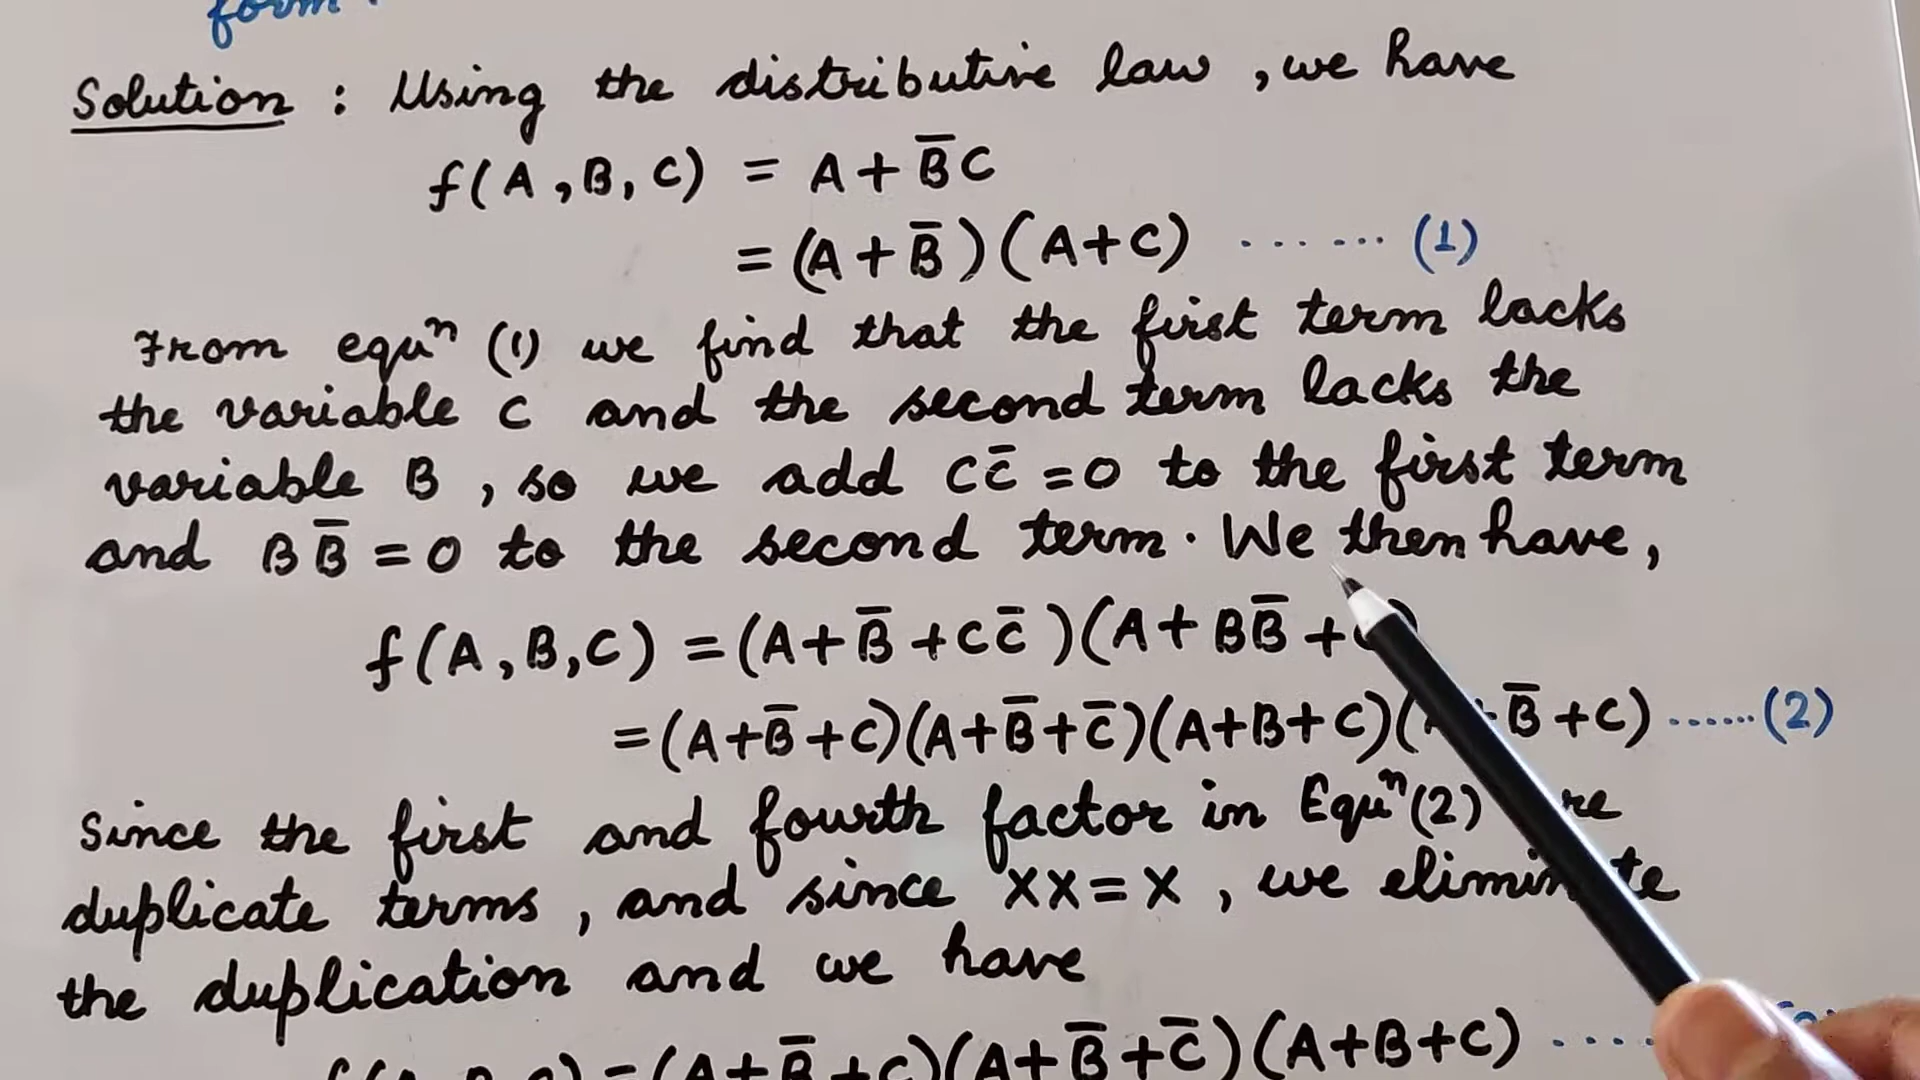 form.
Solution : Using the distributive law , we have
f(A , B, C) = A + B̅C
= (A + B̅ ) ( A+C) ....... (1)
From equⁿ (1) we find that the first term lacks
the variable C and the second term lacks the
variable B , so we add CC̅ = 0 to the first term
and BB̅ = 0 to the second term . We then have ,
f(A , B, C) = (A + B̅ + CC̅ ) (A + BB̅ +
= (A+B̅+C)(A+B̅+C̅)(A+B+C)( B̅ +C) ...... (2)
Since the first and fourth factor in Equⁿ (2)
duplicate terms , and since XX = X , we
the duplication and we have
= (A+B̅+C)(A+B̅+C̅)(A+B+C) ....